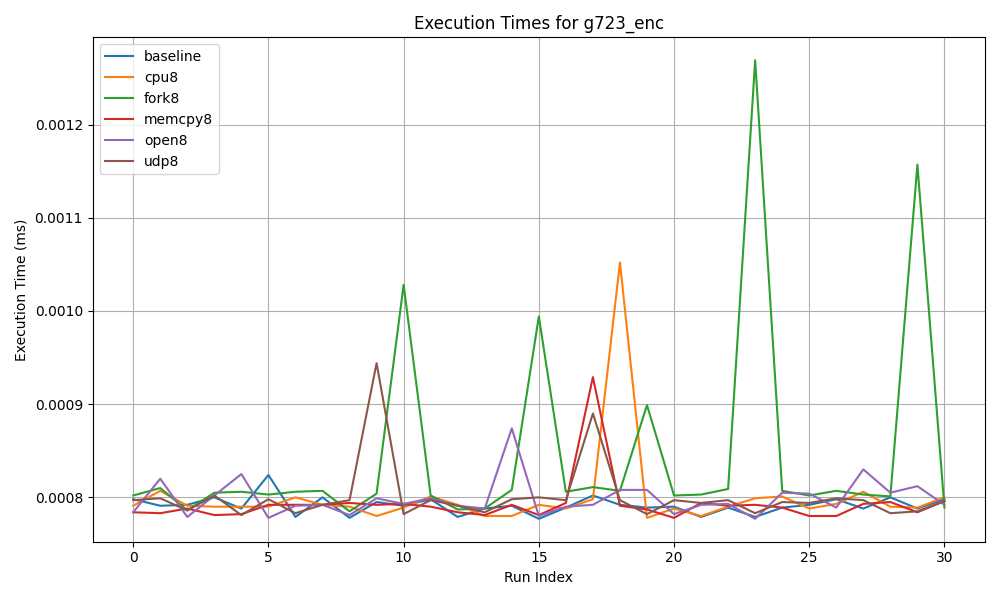 Execution Times for g723_enc
baseline
cpu8
fork8
memcpy8
open8
udp8
Execution Time (ms)
0.0012
0.0011
0.0010
0.0009
0.0008
0 5 10 15 20 25 30
Run Index